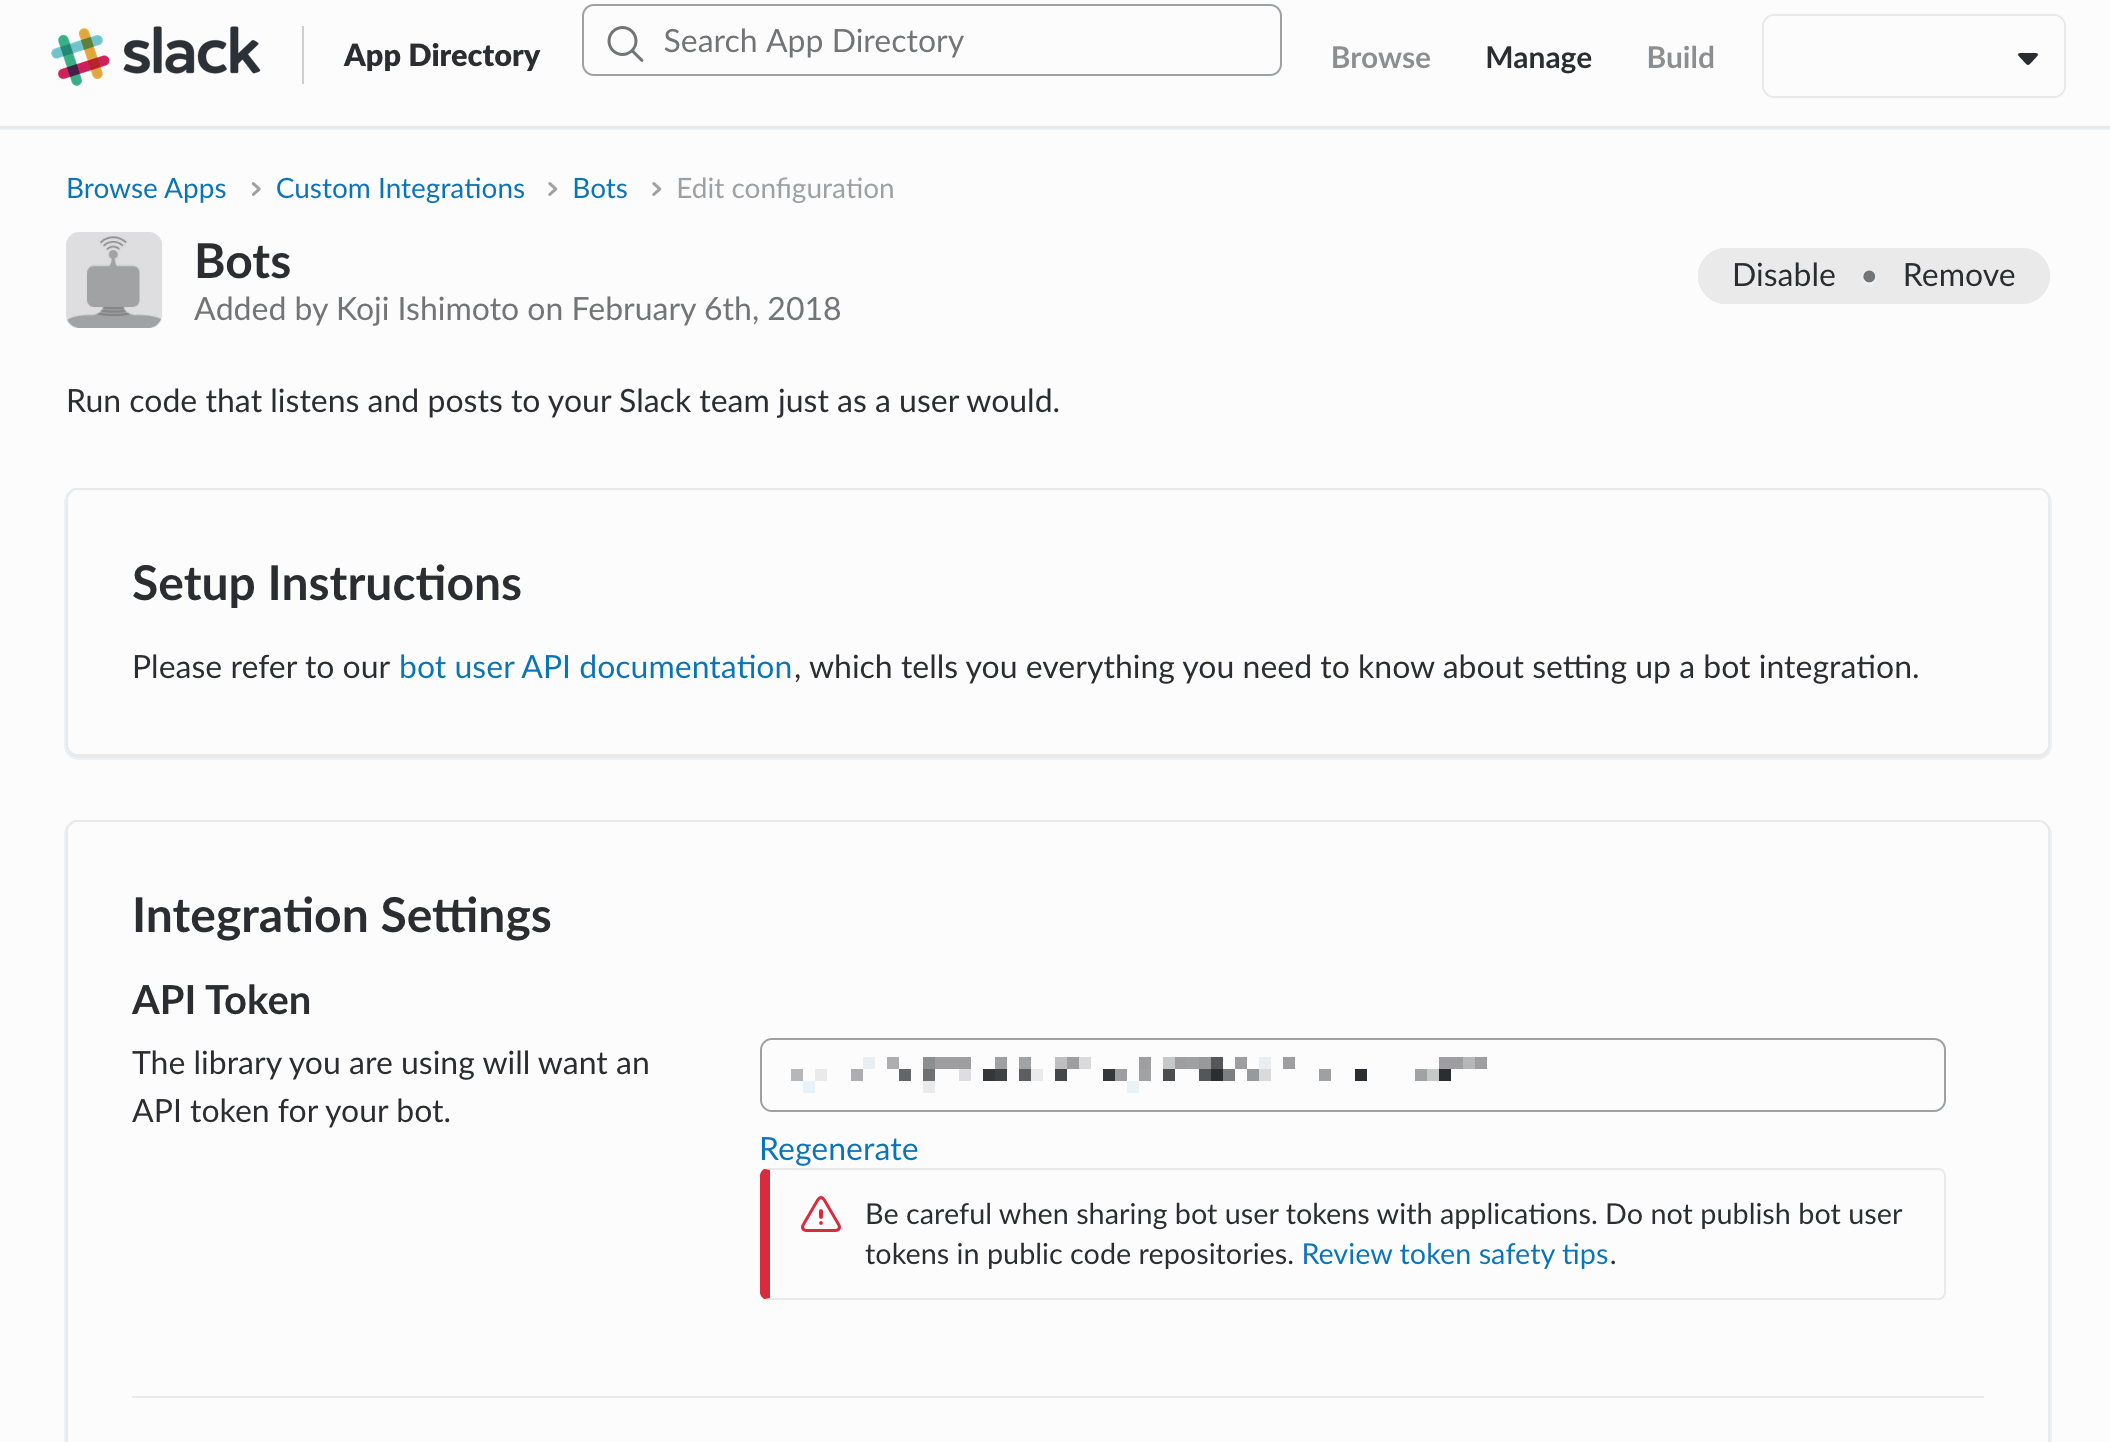 slack
App Directory
Search App Directory
Browse
Manage
Build
Browse Apps > Custom Integrations > Bots > Edit configuration
Bots
Added by Koji Ishimoto on February 6th, 2018
Disable • Remove
Run code that listens and posts to your Slack team just as a user would.
Setup Instructions
Please refer to our bot user API documentation, which tells you everything you need to know about setting up a bot integration.
Integration Settings
API Token
The library you are using will want an
API token for your bot.
Regenerate
Be careful when sharing bot user tokens with applications. Do not publish bot user
tokens in public code repositories. Review token safety tips.